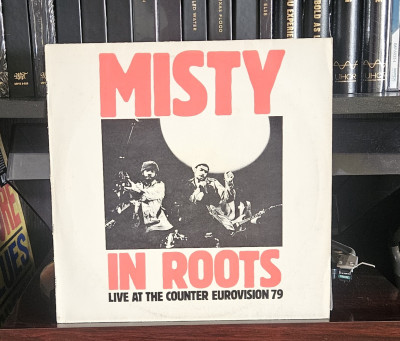 MISTY
IN ROOTS
LIVE AT THE COUNTER EUROVISION 79